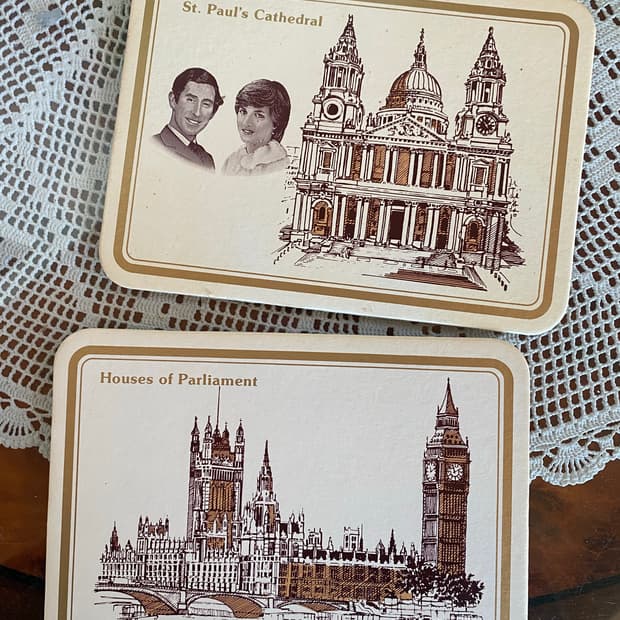 St. Paul's Cathedral
Houses of Parliament